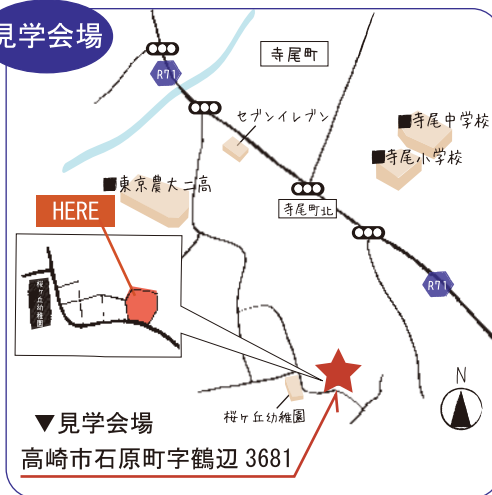 見学会場
R71
寺尾町
セブンイレブン
■寺尾中学校
■寺尾小学校
■東京農大二高
HERE
寺尾町北
桜ヶ丘幼稚園
R71
N
桜ヶ丘幼稚園
▼見学会場
高崎市石原町字鶴辺 3681